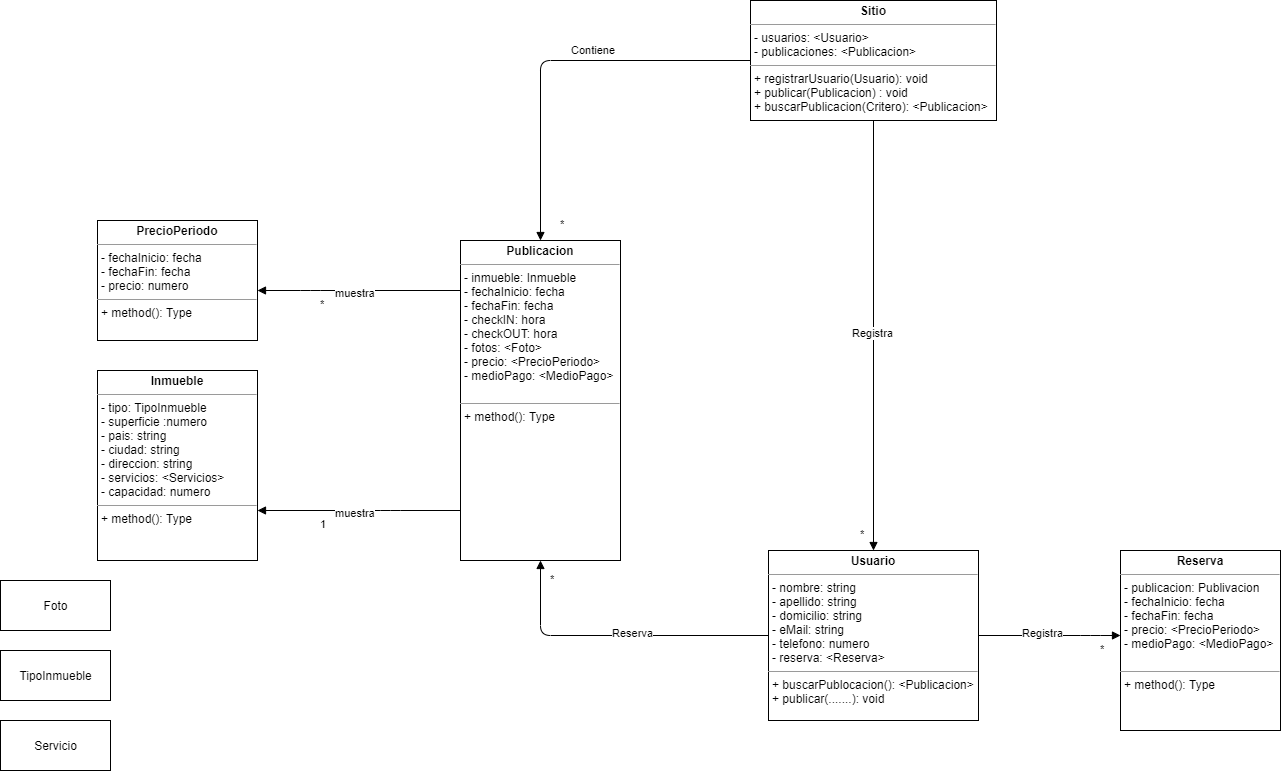 Sitio
- usuarios: <Usuario>
- publicaciones: <Publicacion>
+ registrarUsuario(Usuario): void
+ publicar(Publicacion) : void
+ buscarPublicacion(Critero): <Publicacion>
Contiene
*
PrecioPeriodo
- fechaInicio: fecha
- fechaFin: fecha
- precio: numero
+ method(): Type
muestra
*
Publicacion
- inmueble: Inmueble
- fechaInicio: fecha
- fechaFin: fecha
- checkIN: hora
- checkOUT: hora
- fotos: <Foto>
- precio: <PrecioPeriodo>
- medioPago: <MedioPago>
+ method(): Type
Registra
*
Inmueble
- tipo: TipoInmueble
- superficie :numero
- pais: string
- ciudad: string
- direccion: string
- servicios: <Servicios>
- capacidad: numero
+ method(): Type
muestra
1
*
Reserva
Usuario
- nombre: string
- apellido: string
- domicilio: string
- eMail: string
- telefono: numero
- reserva: <Reserva>
+ buscarPublocacion(): <Publicacion>
+ publicar(.......): void
Registra
*
Reserva
- publicacion: Publivacion
- fechaInicio: fecha
- fechaFin: fecha
- precio: <PrecioPeriodo>
- medioPago: <MedioPago>
+ method(): Type
Foto
TipoInmueble
Servicio